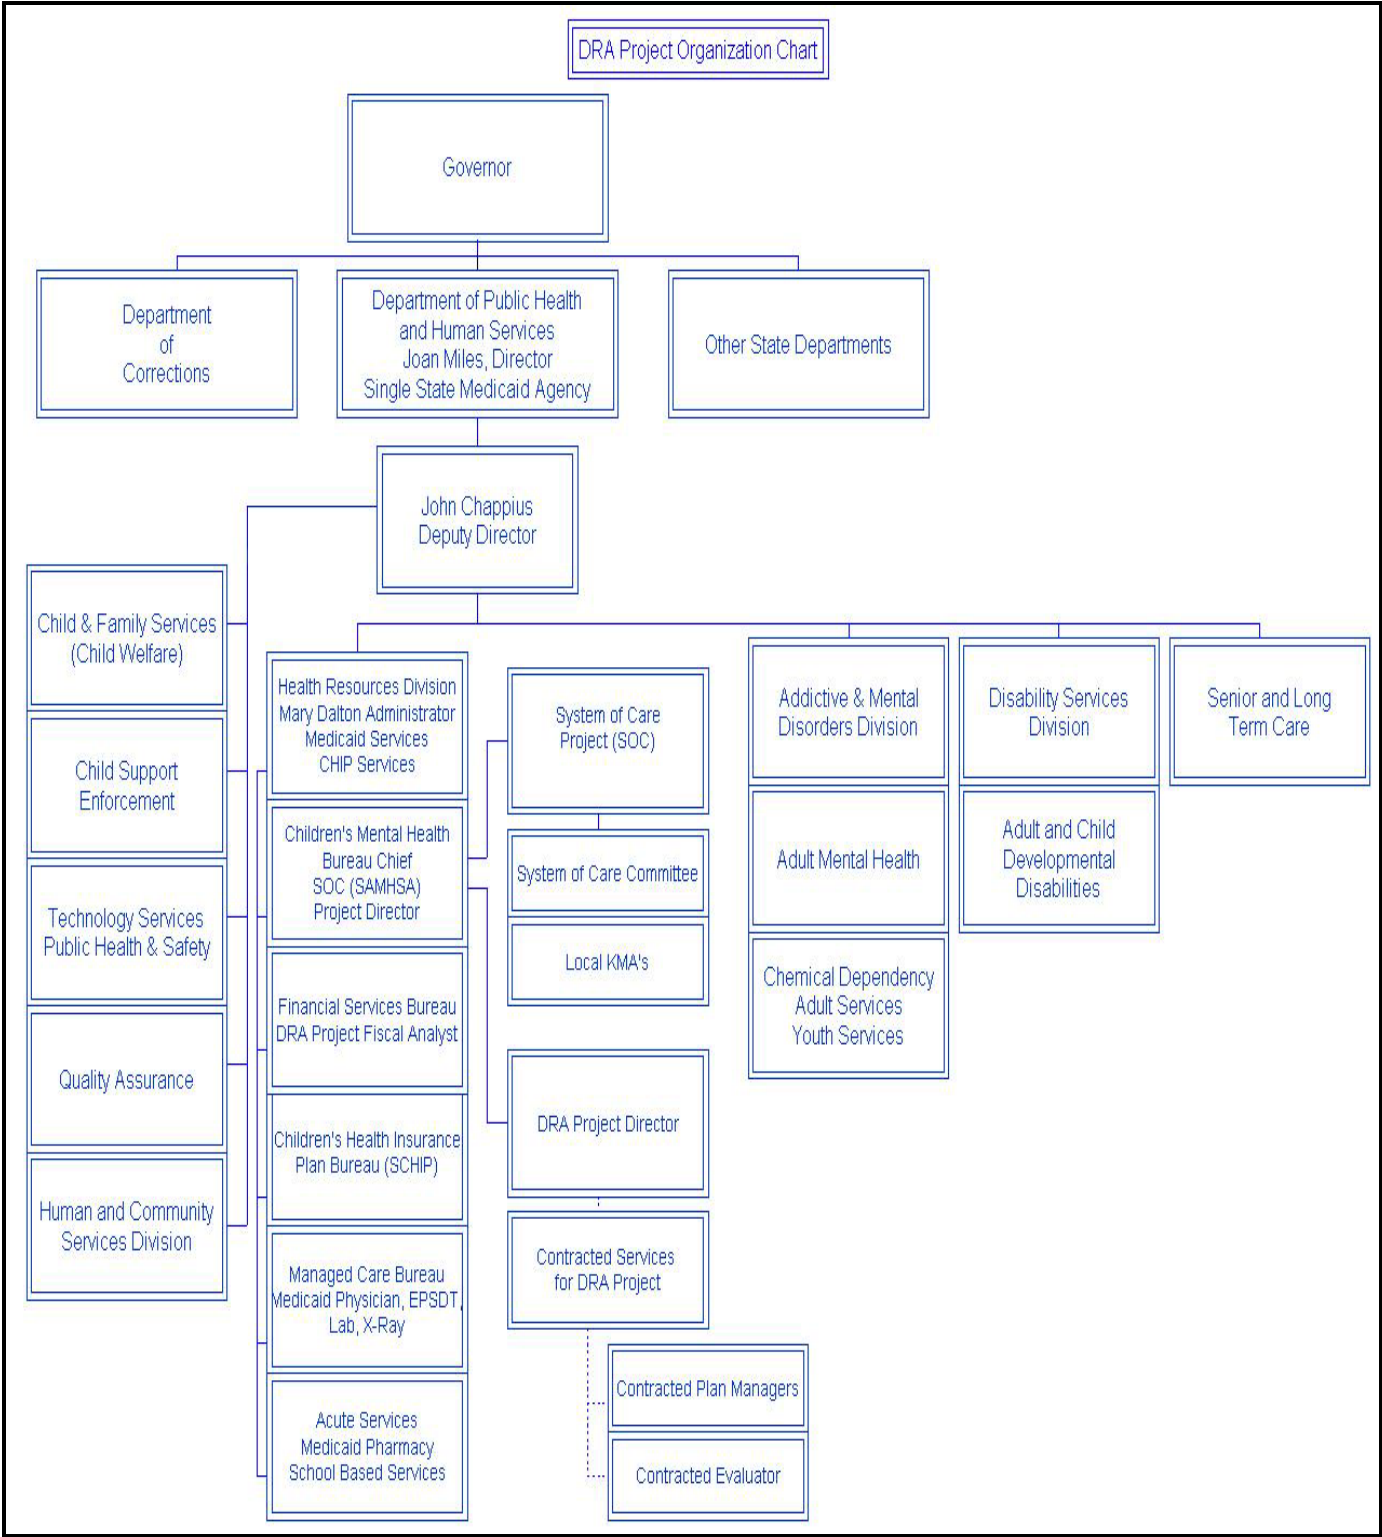 DRA Project Organization Chart
Governor
Department
of
Corrections
Department of Public Health
and Human Services
Joan Miles, Director
Single State Medicaid Agency
Other State Departments
John Chappius
Deputy Director
Child & Family Services
(Child Welfare)
Child Support
Enforcement
Technology Services
Public Health & Safety
Quality Assurance
Human and Community
Services Division
Health Resources Division
Mary Dalton Administrator
Medicaid Services
CHIP Services
Children's Mental Health
Bureau Chief
SOC (SAMHSA)
Project Director
Financial Services Bureau
DRA Project Fiscal Analyst
Children's Health Insurance
Plan Bureau (SCHIP)
Managed Care Bureau
Medicaid Physician, EPSDT,
Lab, X-Ray
Acute Services
Medicaid Pharmacy
School Based Services
System of Care
Project (SOC)
System of Care Committee
Local KMA's
DRA Project Director
Contracted Services
for DRA Project
Contracted Plan Managers
Contracted Evaluator
Addictive & Mental
Disorders Division
Adult Mental Health
Chemical Dependency
Adult Services
Youth Services
Disability Services
Division
Adult and Child
Developmental
Disabilities
Senior and Long
Term Care